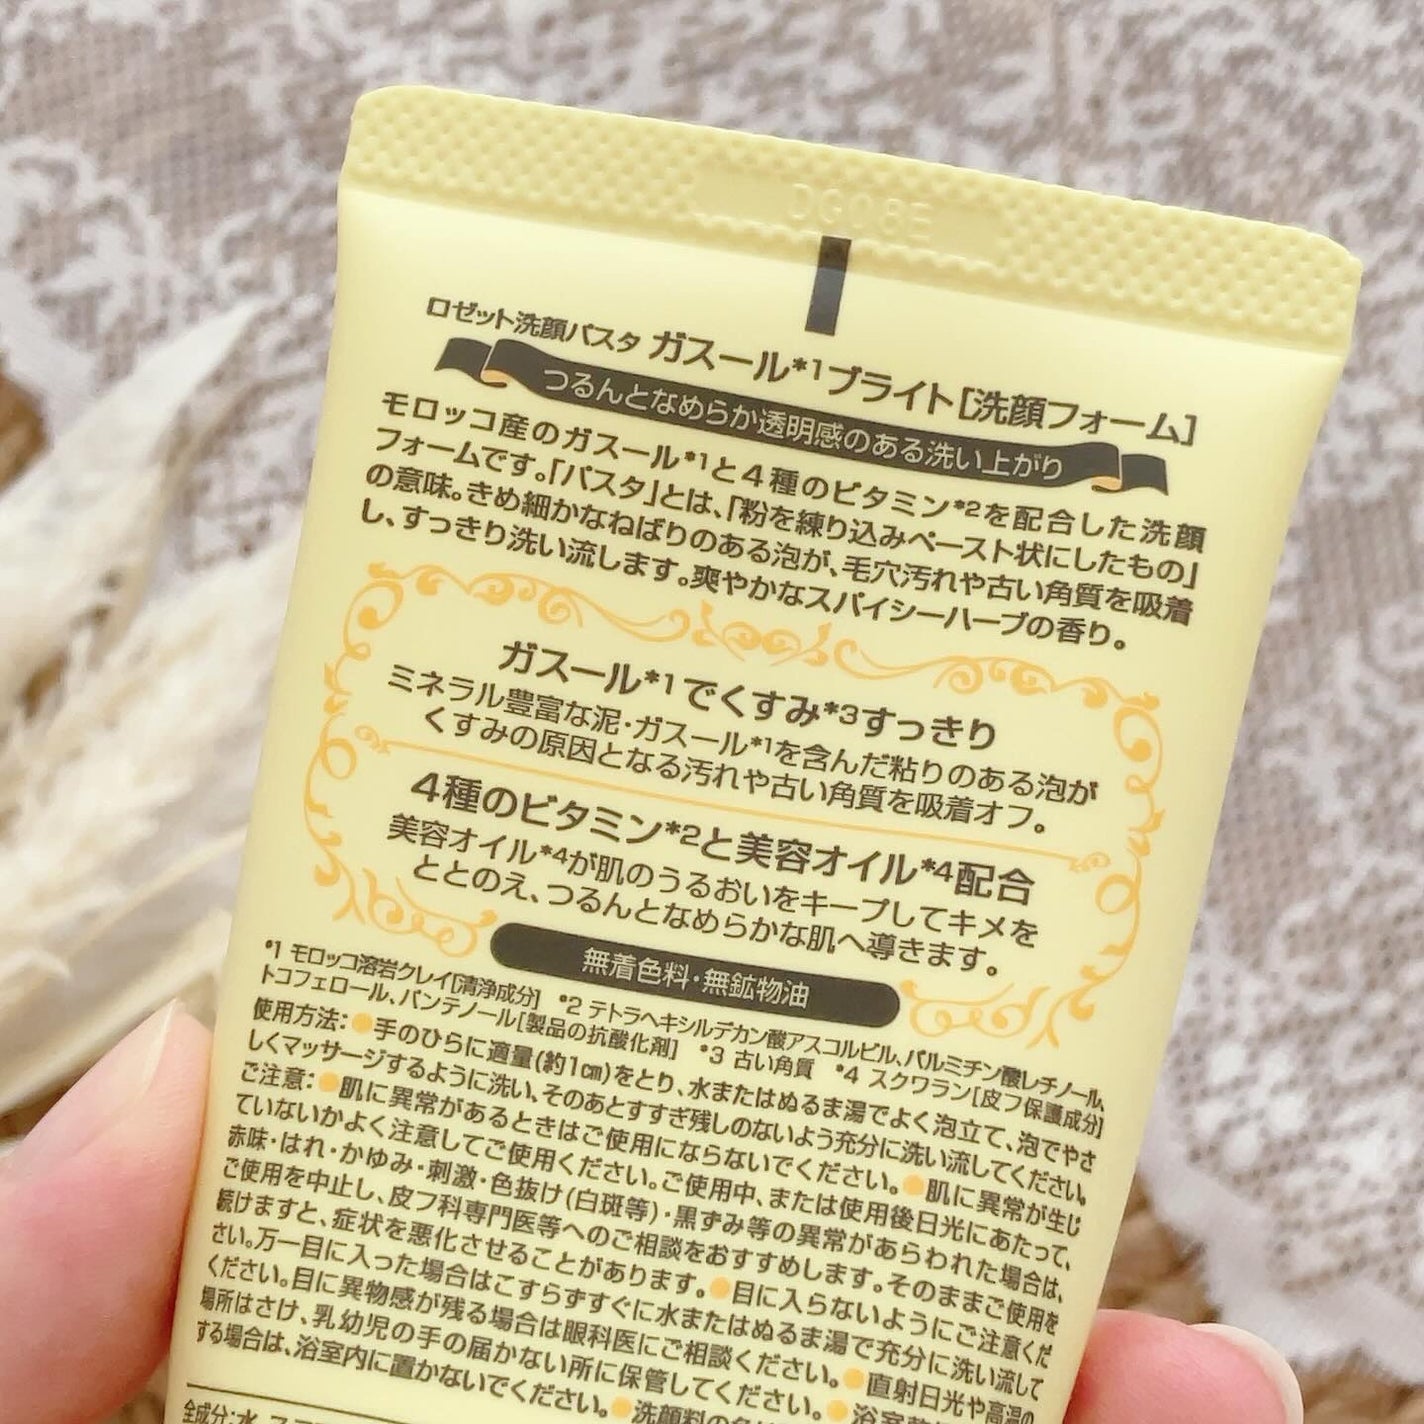 DG08E
ロゼット洗顔パスタ ガスール*1ブライト[洗顔フォーム]
つるんとなめらか透明感のある洗い上がり
モロッコ産のガスール*1と4種のビタミン*2を配合した洗顔
フォームです。「パスタ」とは、「粉を練り込みペースト状にしたもの」
の意味。きめ細かなねばりのある泡が、毛穴汚れや古い角質を吸着
し、すっきり洗い流します。爽やかなスパイシーハーブの香り。
ガスール*1でくすみ*3すっきり
ミネラル豊富な泥・ガスール*1を含んだ粘りのある泡が
くすみの原因となる汚れや古い角質を吸着オフ。
4種のビタミン*2と美容オイル*4配合
美容オイル*4が肌のうるおいをキープしてキメを
ととのえ、つるんとなめらかな肌へ導きます。
無着色料・無鉱物油
*1 モロッコ溶岩クレイ[清浄成分] *2 テトラヘキシルデカン酸アスコルビル、パルミチン酸レチノール、
トコフェロール、パンテノール[製品の抗酸化剤] *3 古い角質 *4 スクワラン[皮フ保護成分]
使用方法:●手のひらに適量(約1㎝)をとり、水またはぬるま湯でよく泡立て、泡でやさ
しくマッサージするように洗い、そのあとすすぎ残しのないよう充分に洗い流してください。
ご注意:●肌に異常があるときはご使用にならないでください。●肌に異常が生じ
ていないかよく注意してご使用ください。ご使用中、または使用後日光にあたって、
赤味・はれ・かゆみ・刺激・色抜け(白斑等)・黒ずみ等の異常があらわれた場合は、
ご使用を中止し、皮フ科専門医等へのご相談をおすすめします。そのままご使用を
続けますと、症状を悪化させることがあります。●目に入らないようにご注意くだ
さい。万一目に入った場合はこすらずすぐに水またはぬるま湯で充分に洗い流して
ください。目に異物感が残る場合は眼科医にご相談ください。●直射日光や高温の
場所はさけ、乳幼児の手の届かない所に保管してください。●浴室
する場合は、浴室内に置かないでください。●洗顔料の
全成分:水、ス